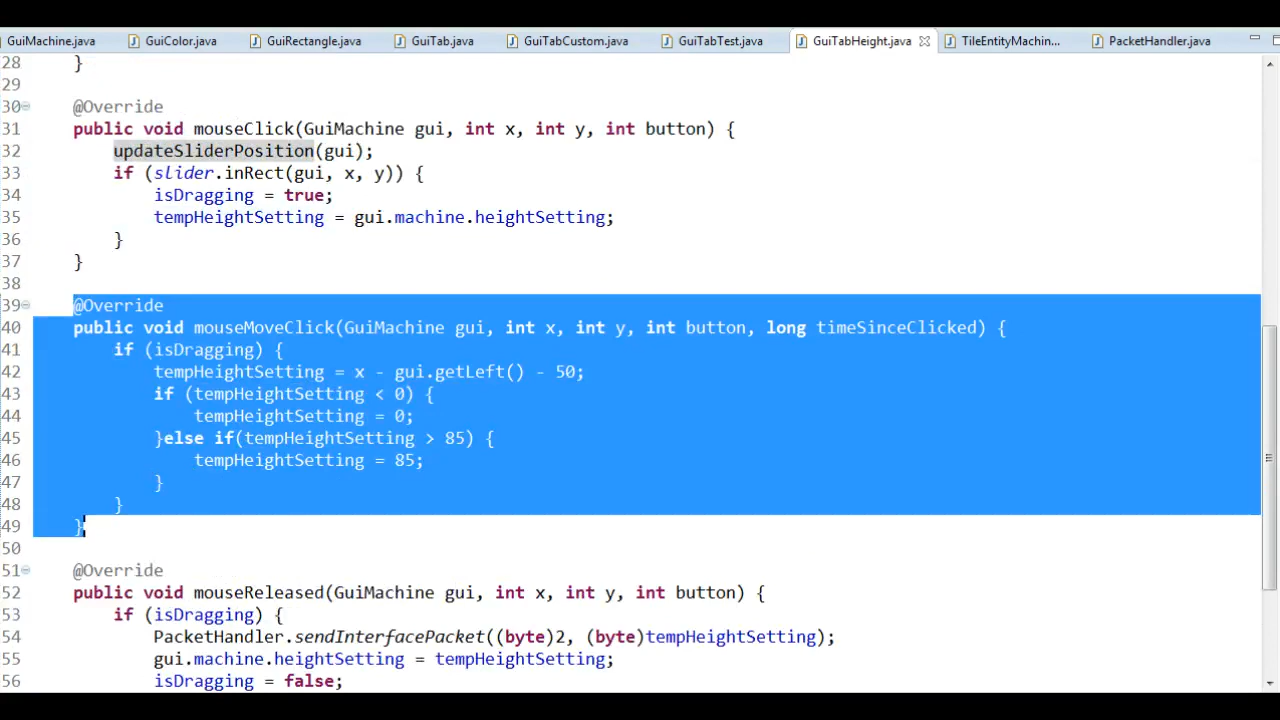 GuiMachine.java GuiColor.java GuiRectangle.java GuiTab.java GuiTabCustom.java GuiTabTest.java GuiTabHeight.java TileEntityMachin... PacketHandler.java
28 }
29
30 @Override
31 public void mouseClick(GuiMachine gui, int x, int y, int button) {
32 updateSliderPosition(gui);
33 if (slider.inRect(gui, x, y)) {
34 isDragging = true;
35 tempHeightSetting = gui.machine.heightSetting;
36 }
37 }
38
39 @Override
40 public void mouseMoveClick(GuiMachine gui, int x, int y, int button, long timeSinceClicked) {
41 if (isDragging) {
42 tempHeightSetting = x - gui.getLeft() - 50;
43 if (tempHeightSetting < 0) {
44 tempHeightSetting = 0;
45 }else if(tempHeightSetting > 85) {
46 tempHeightSetting = 85;
47 }
48 }
49 }
50
51 @Override
52 public void mouseReleased(GuiMachine gui, int x, int y, int button) {
53 if (isDragging) {
54 PacketHandler.sendInterfacePacket((byte)2, (byte)tempHeightSetting);
55 gui.machine.heightSetting = tempHeightSetting;
56 isDragging = false;